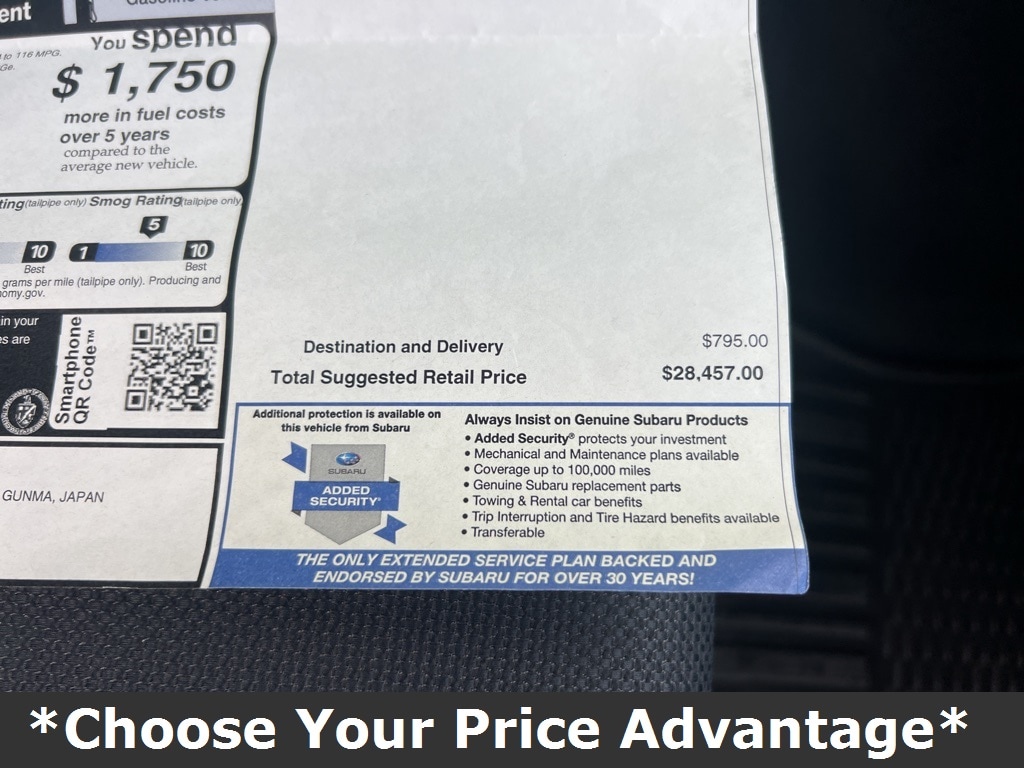 ent
You spend
to 116 MPG.
Ge.
$ 1,750
more in fuel costs
over 5 years
compared to the
average new vehicle.
ting (tailpipe only) Smog Rating (tailpipe only
5
10 1 10
Best Best
grams per mile (tailpipe only). Producing and
omy.gov.
in your
es are
Smartphone
QR Code™
GUNMA, JAPAN
Destination and Delivery $795.00
Total Suggested Retail Price $28,457.00
Additional protection is available on
this vehicle from Subaru
SUBARU
ADDED
SECURITY®
Always Insist on Genuine Subaru Products
• Added Security® protects your investment
• Mechanical and Maintenance plans available
• Coverage up to 100,000 miles
• Genuine Subaru replacement parts
• Towing & Rental car benefits
• Trip Interruption and Tire Hazard benefits available
• Transferable
THE ONLY EXTENDED SERVICE PLAN BACKED AND
ENDORSED BY SUBARU FOR OVER 30 YEARS!
*Choose Your Price Advantage*